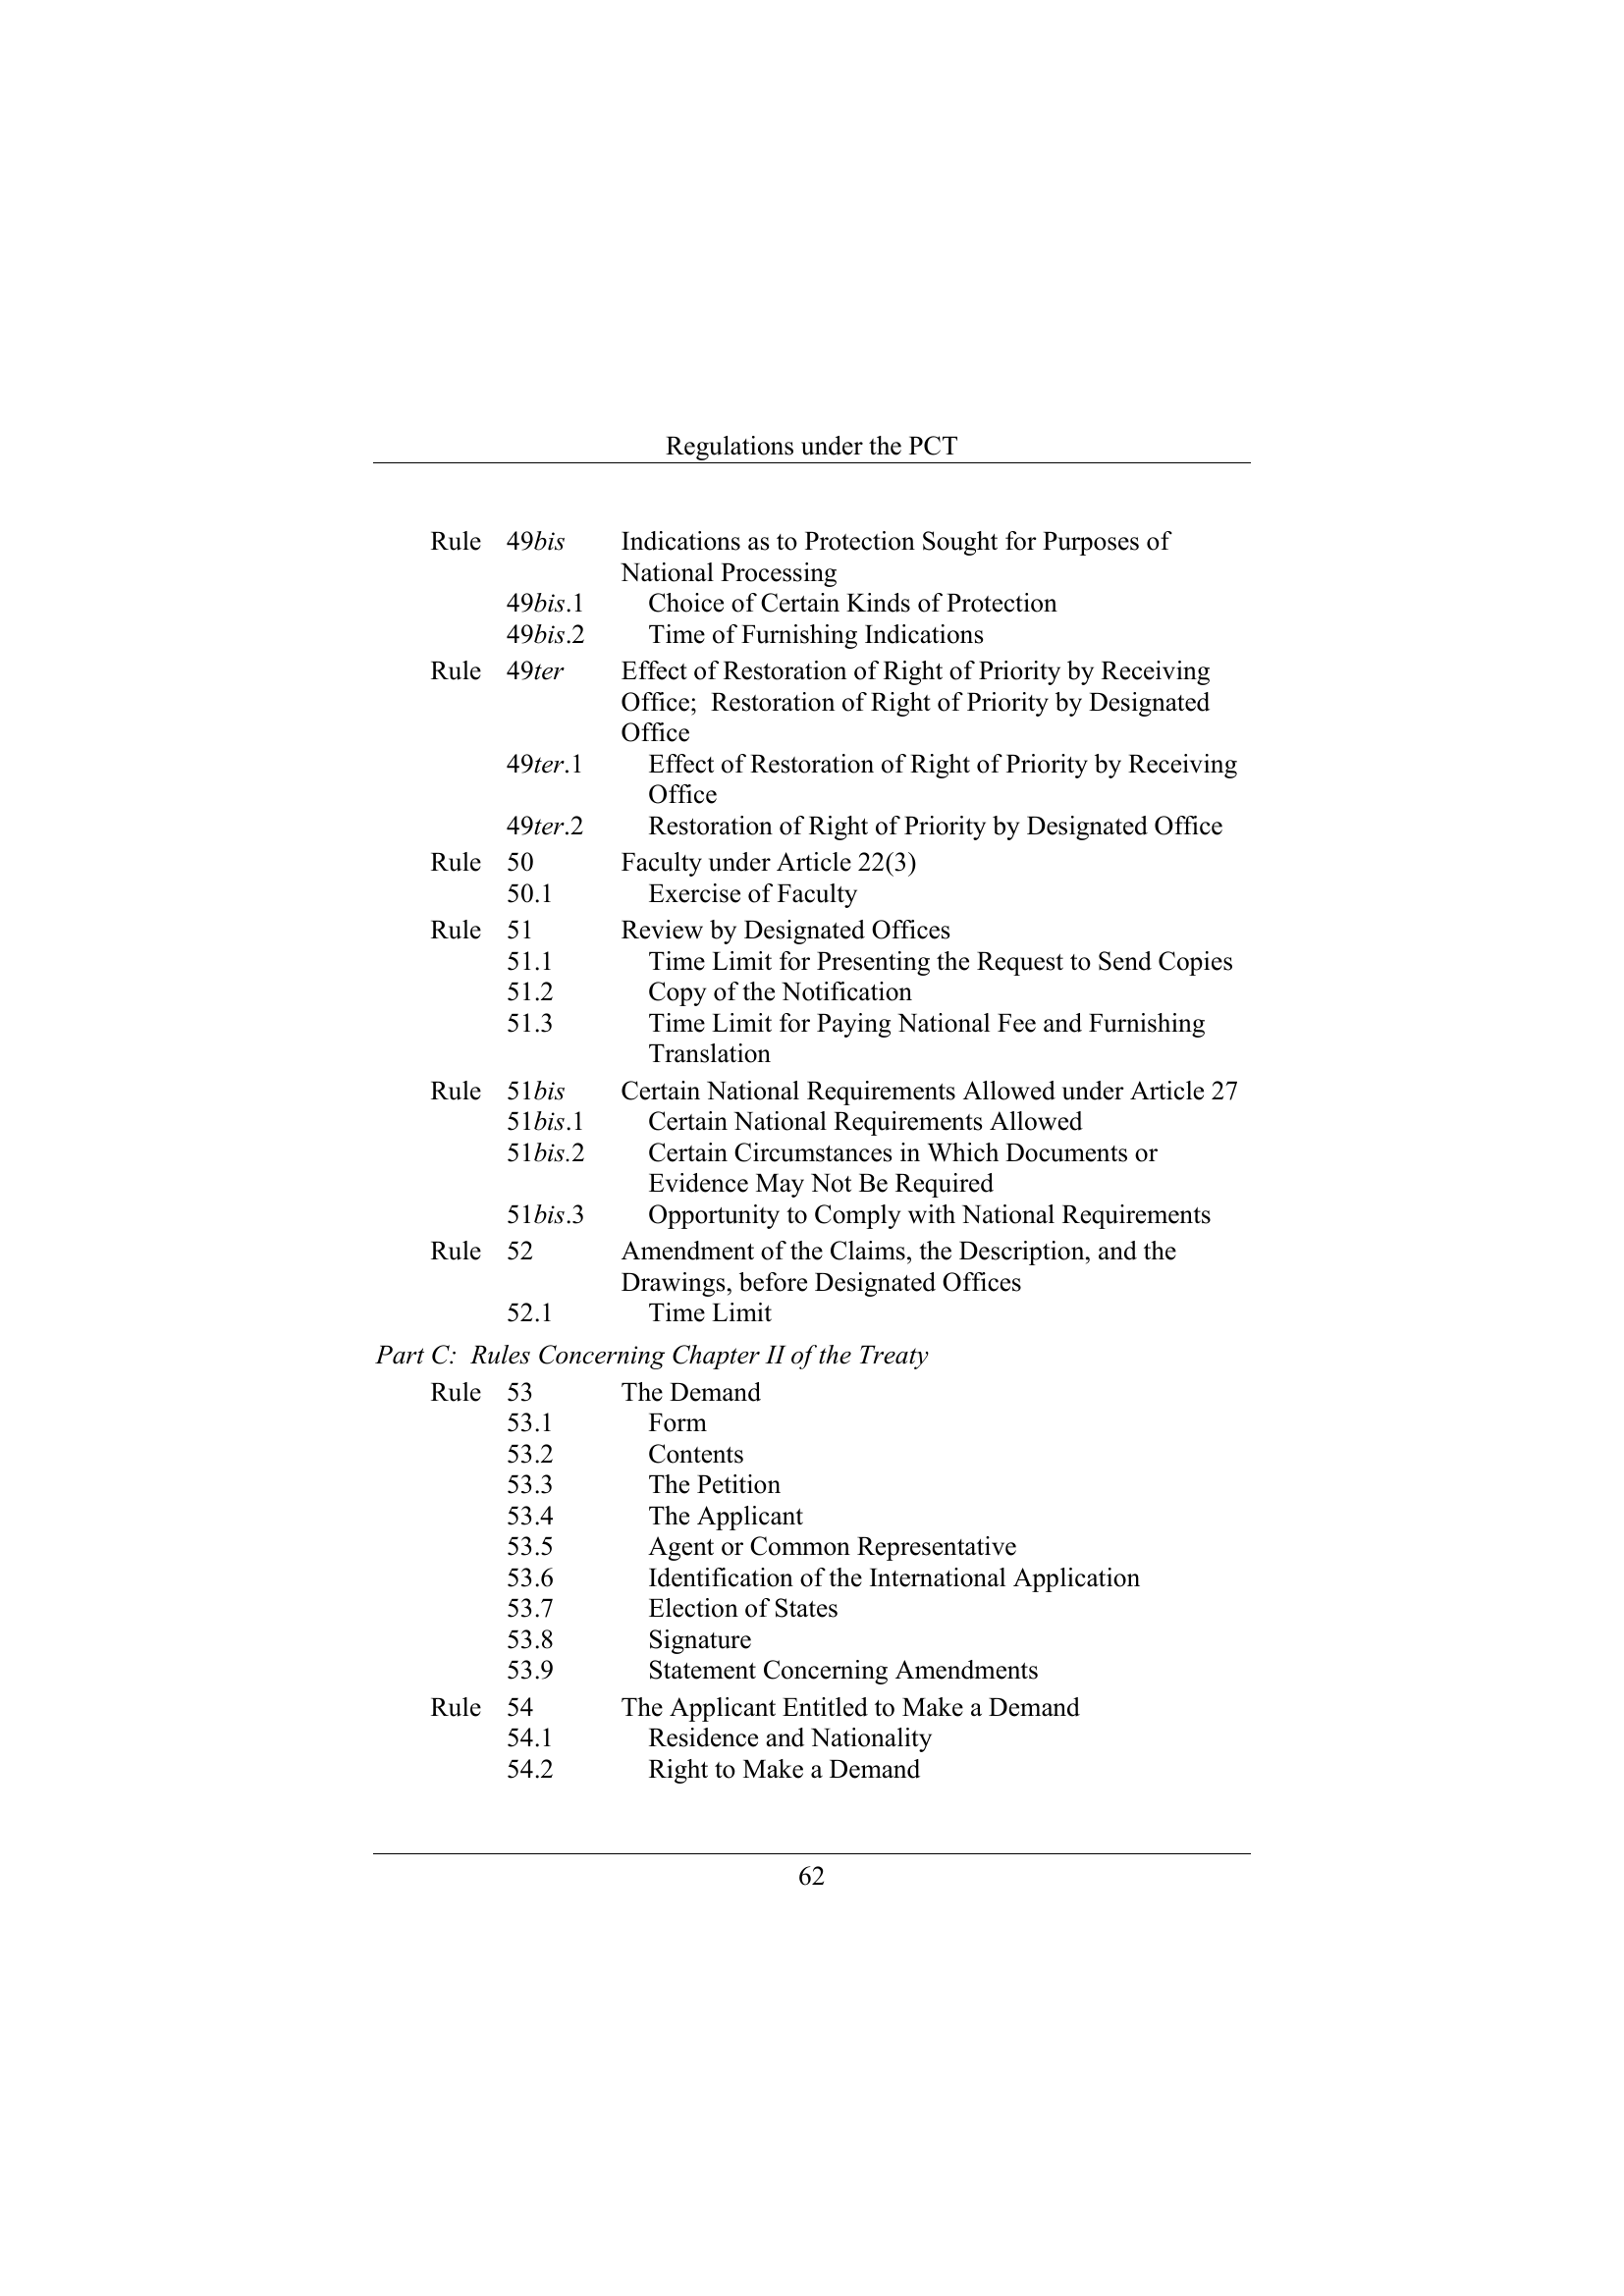 Regulations under the PCT
Rule 49bis Indications as to Protection Sought for Purposes of
National Processing
49bis.1 Choice of Certain Kinds of Protection
49bis.2 Time of Furnishing Indications
Rule 49ter Effect of Restoration of Right of Priority by Receiving
Office; Restoration of Right of Priority by Designated
Office
49ter.1 Effect of Restoration of Right of Priority by Receiving
Office
49ter.2 Restoration of Right of Priority by Designated Office
Rule 50 Faculty under Article 22(3)
50.1 Exercise of Faculty
Rule 51 Review by Designated Offices
51.1 Time Limit for Presenting the Request to Send Copies
51.2 Copy of the Notification
51.3 Time Limit for Paying National Fee and Furnishing
Translation
Rule 51bis Certain National Requirements Allowed under Article 27
51bis.1 Certain National Requirements Allowed
51bis.2 Certain Circumstances in Which Documents or
Evidence May Not Be Required
51bis.3 Opportunity to Comply with National Requirements
Rule 52 Amendment of the Claims, the Description, and the
Drawings, before Designated Offices
52.1 Time Limit
Part C: Rules Concerning Chapter II of the Treaty
Rule 53 The Demand
53.1 Form
53.2 Contents
53.3 The Petition
53.4 The Applicant
53.5 Agent or Common Representative
53.6 Identification of the International Application
53.7 Election of States
53.8 Signature
53.9 Statement Concerning Amendments
Rule 54 The Applicant Entitled to Make a Demand
54.1 Residence and Nationality
54.2 Right to Make a Demand
62